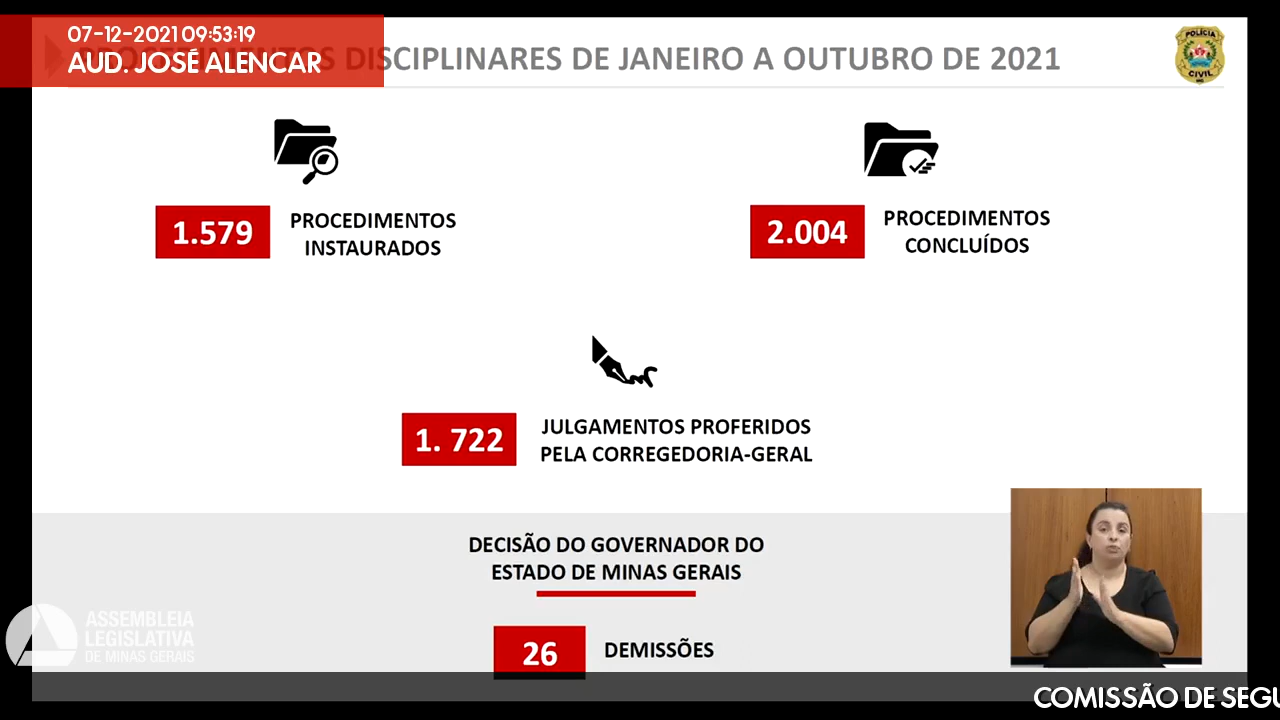 07-12-2021 09:53:19
AUD. JOSÉ ALENCAR
DISCIPLINARES DE JANEIRO A OUTUBRO DE 2021
POLÍCIA
CIVIL
MG
1.579
PROCEDIMENTOS
INSTAURADOS
2.004
PROCEDIMENTOS
CONCLUÍDOS
1. 722
JULGAMENTOS PROFERIDOS
PELA CORREGEDORIA-GERAL
DECISÃO DO GOVERNADOR DO
ESTADO DE MINAS GERAIS
26
DEMISSÕES
ASSEMBLEIA
LEGISLATIVA
DE MINAS GERAIS
COMISSÃO DE SEGU